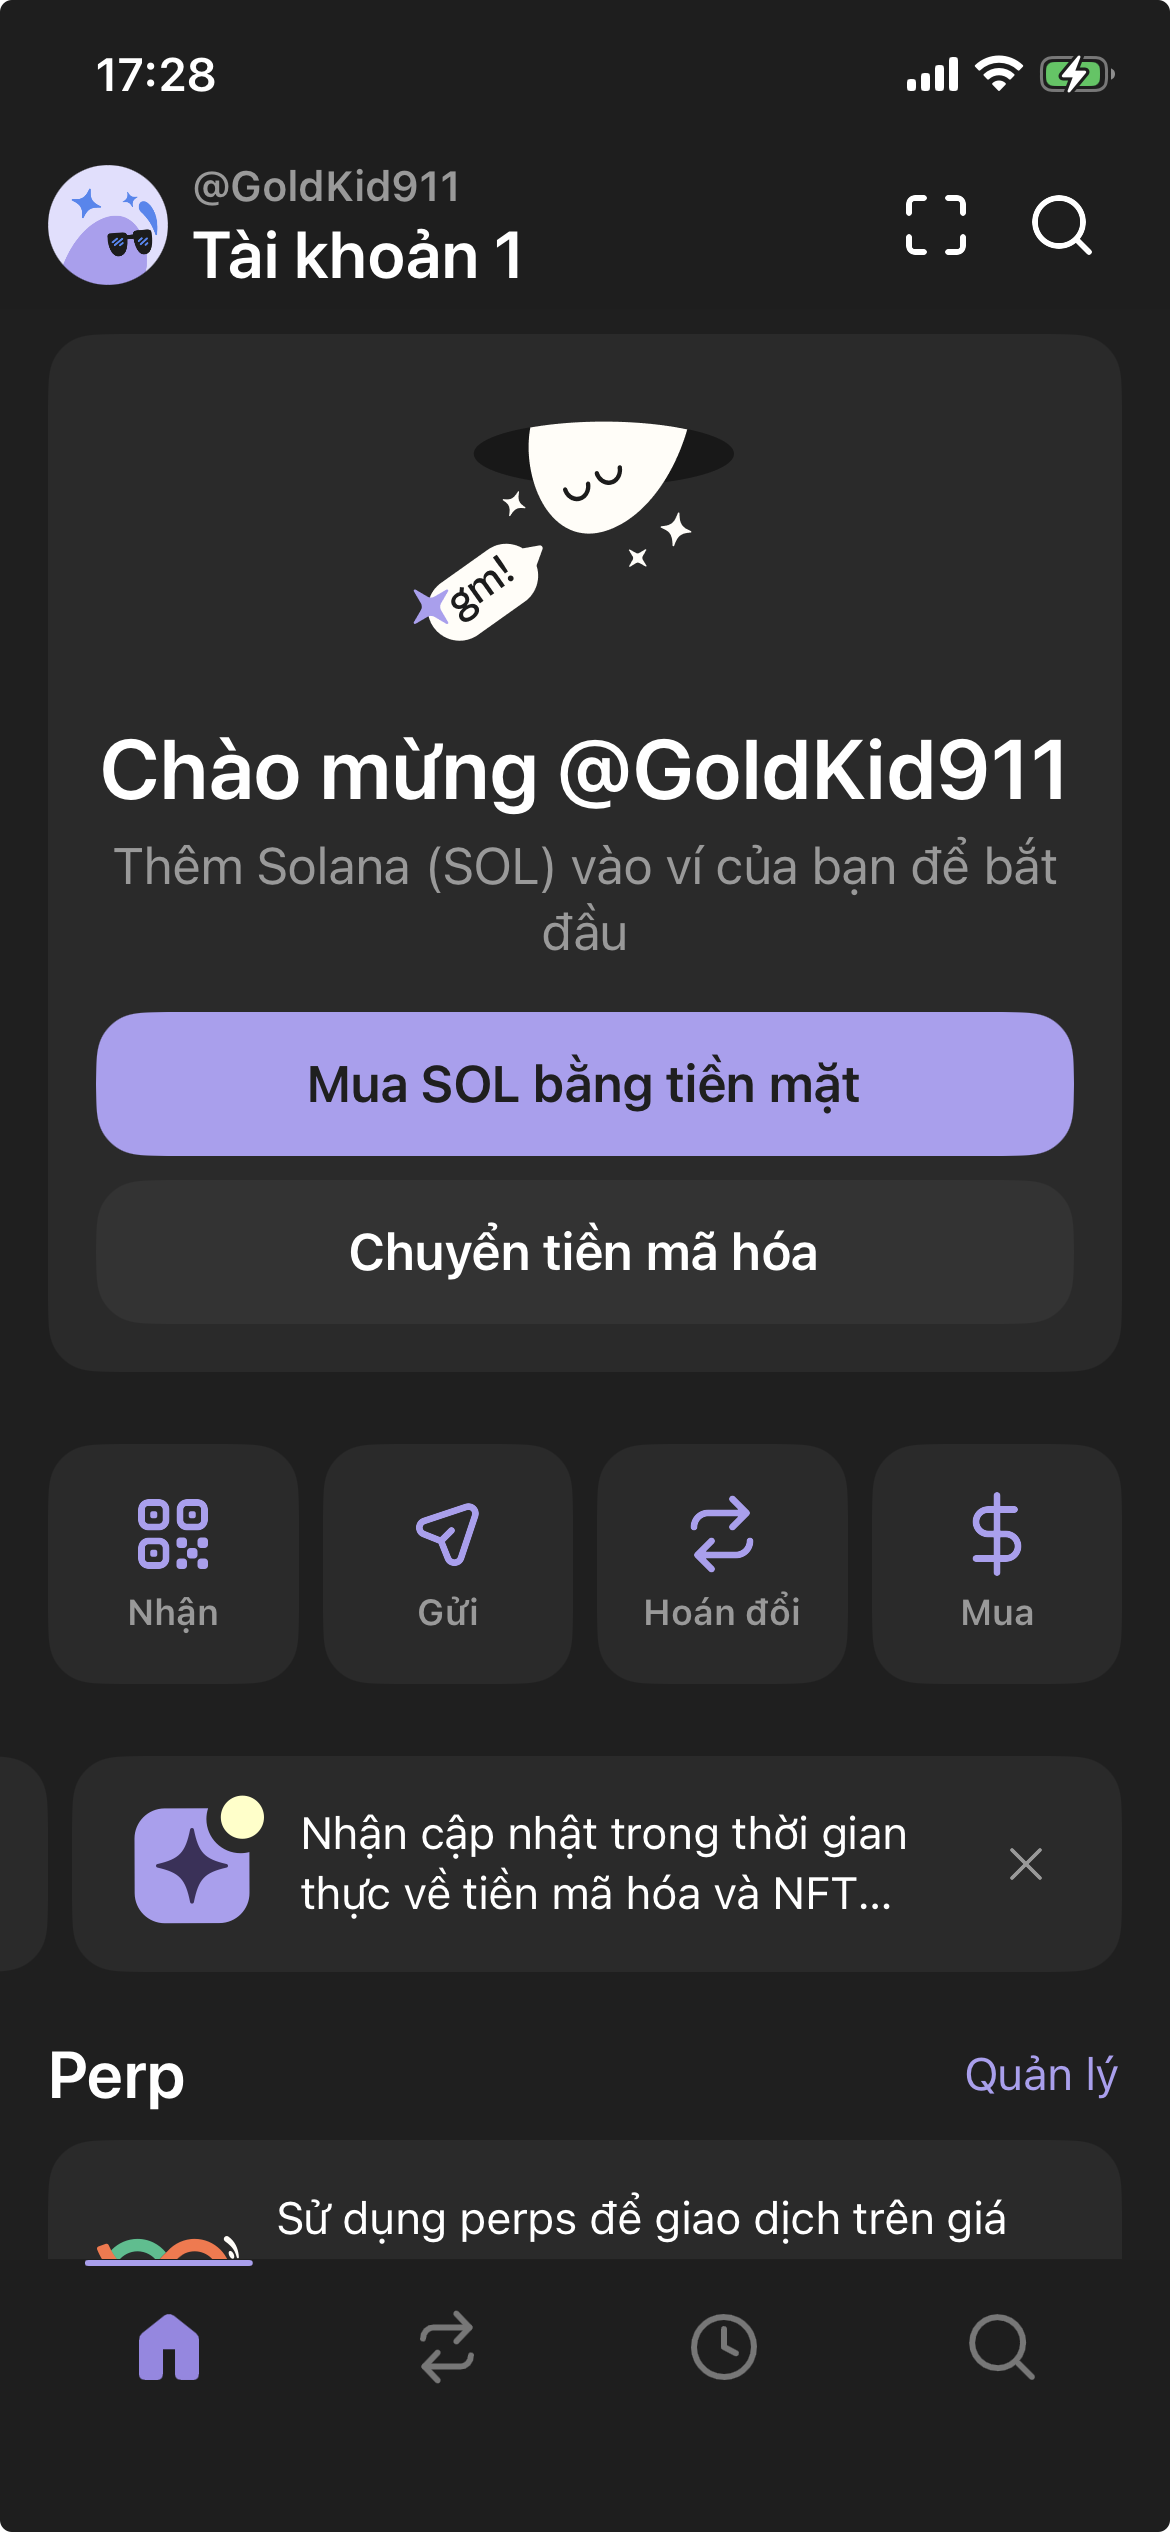 17:28
@GoldKid911
Tài khoản 1
gm!
Chào mừng @GoldKid911
Thêm Solana (SOL) vào ví của bạn để bắt
đầu
Mua SOL bằng tiền mặt
Chuyển tiền mã hóa
Nhận
Gửi
Hoán đổi
Mua
Nhận cập nhật trong thời gian
thực về tiền mã hóa và NFT...
Perp
Quản lý
Sử dụng perps để giao dịch trên giá